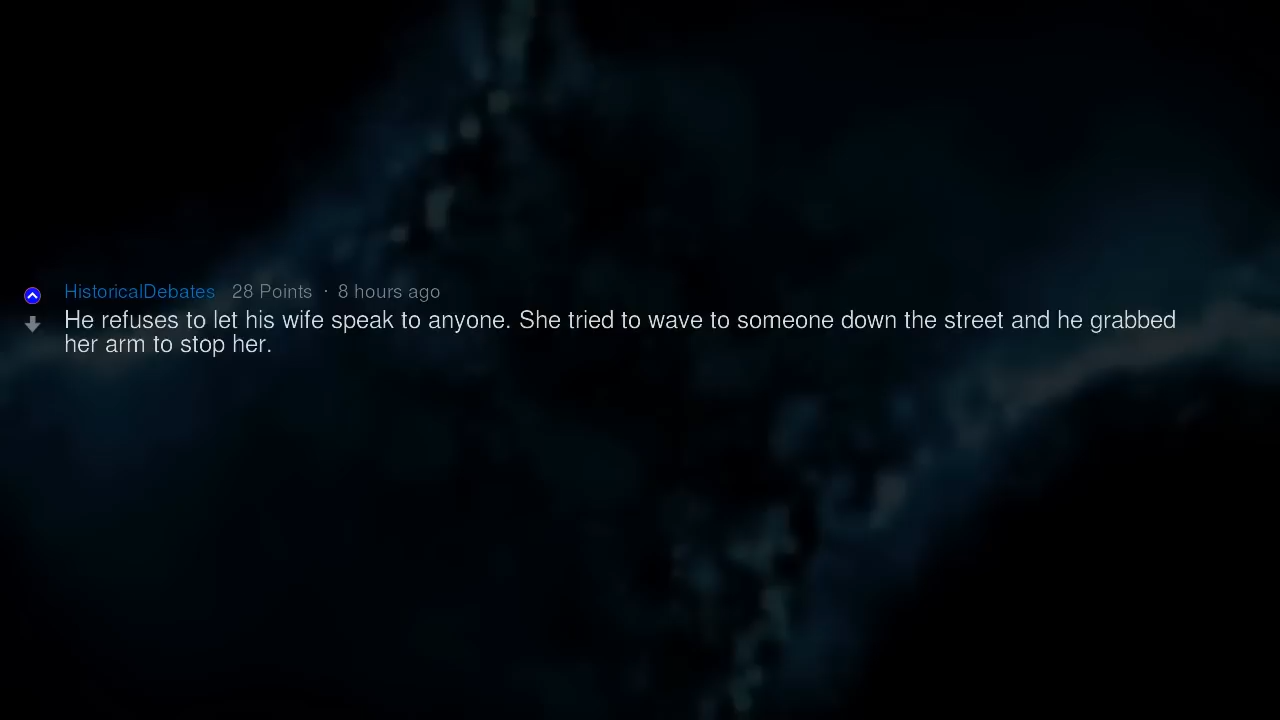 HistoricalDebates 28 Points · 8 hours ago
He refuses to let his wife speak to anyone. She tried to wave to someone down the street and he grabbed
her arm to stop her.